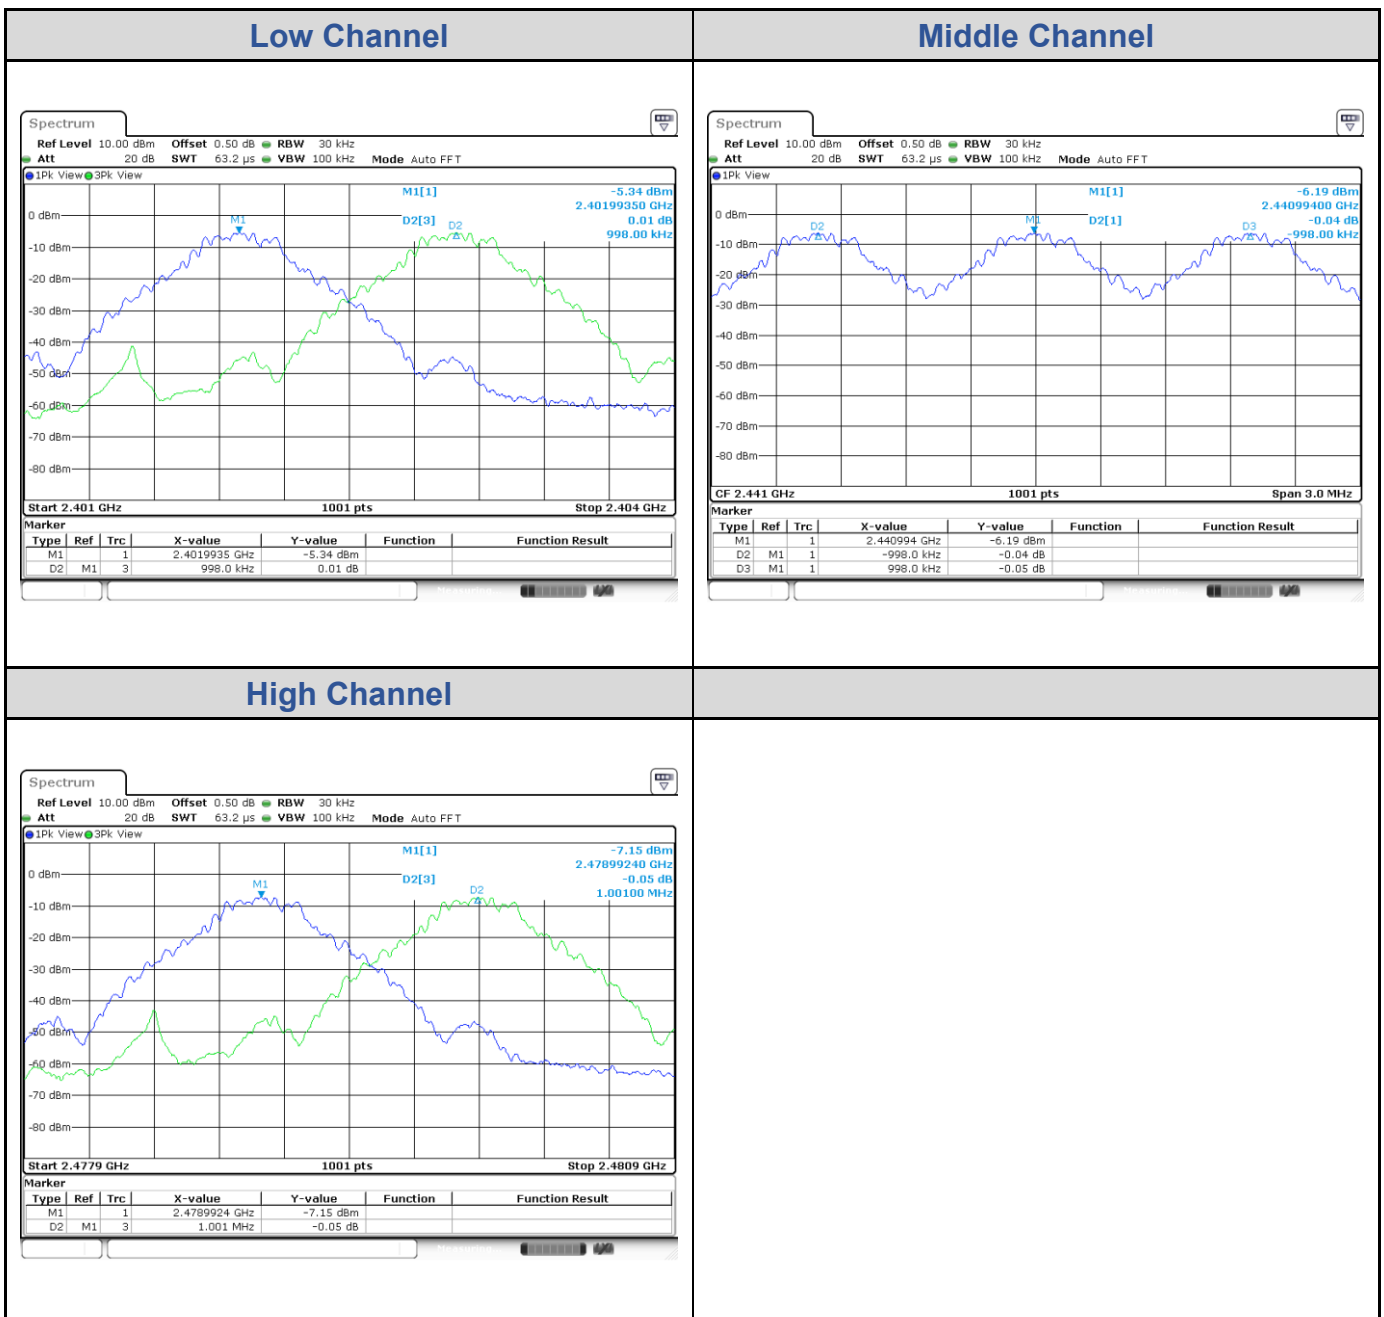 Low Channel
Middle Channel
Spectrum
Ref Level 10.00 dBm Offset 0.50 dB RBW 30 kHz
Att 20 dB SWT 63.2 µs VBW 100 kHz Mode Auto FFT
1Pk View 3Pk View
M1[1] -5.34 dBm
2.40199350 GHz
D2[3] 0.01 dB
998.00 kHz
M1
D2
0 dBm
-10 dBm
-20 dBm
-30 dBm
-40 dBm
-50 dBm
-60 dBm
-70 dBm
-80 dBm
Start 2.401 GHz 1001 pts Stop 2.404 GHz
Marker
Type Ref Trc X-value Y-value Function Function Result
M1 1 2.4019935 GHz -5.34 dBm
D2 M1 3 998.0 kHz 0.01 dB
Spectrum
Ref Level 10.00 dBm Offset 0.50 dB RBW 30 kHz
Att 20 dB SWT 63.2 µs VBW 100 kHz Mode Auto FFT
1Pk View
M1[1] -6.19 dBm
2.44099400 GHz
D2[1] -0.04 dB
-998.00 kHz
D2
M1
D3
0 dBm
-10 dBm
-20 dBm
-30 dBm
-40 dBm
-50 dBm
-60 dBm
-70 dBm
-80 dBm
CF 2.441 GHz 1001 pts Span 3.0 MHz
Marker
Type Ref Trc X-value Y-value Function Function Result
M1 1 2.440994 GHz -6.19 dBm
D2 M1 1 -998.0 kHz -0.04 dB
D3 M1 1 998.0 kHz -0.05 dB
High Channel
Spectrum
Ref Level 10.00 dBm Offset 0.50 dB RBW 30 kHz
Att 20 dB SWT 63.2 µs VBW 100 kHz Mode Auto FFT
1Pk View 3Pk View
M1[1] -7.15 dBm
2.47899240 GHz
D2[3] -0.05 dB
1.00100 MHz
M1
D2
0 dBm
-10 dBm
-20 dBm
-30 dBm
-40 dBm
-50 dBm
-60 dBm
-70 dBm
-80 dBm
Start 2.4779 GHz 1001 pts Stop 2.4809 GHz
Marker
Type Ref Trc X-value Y-value Function Function Result
M1 1 2.4789924 GHz -7.15 dBm
D2 M1 3 1.001 MHz -0.05 dB